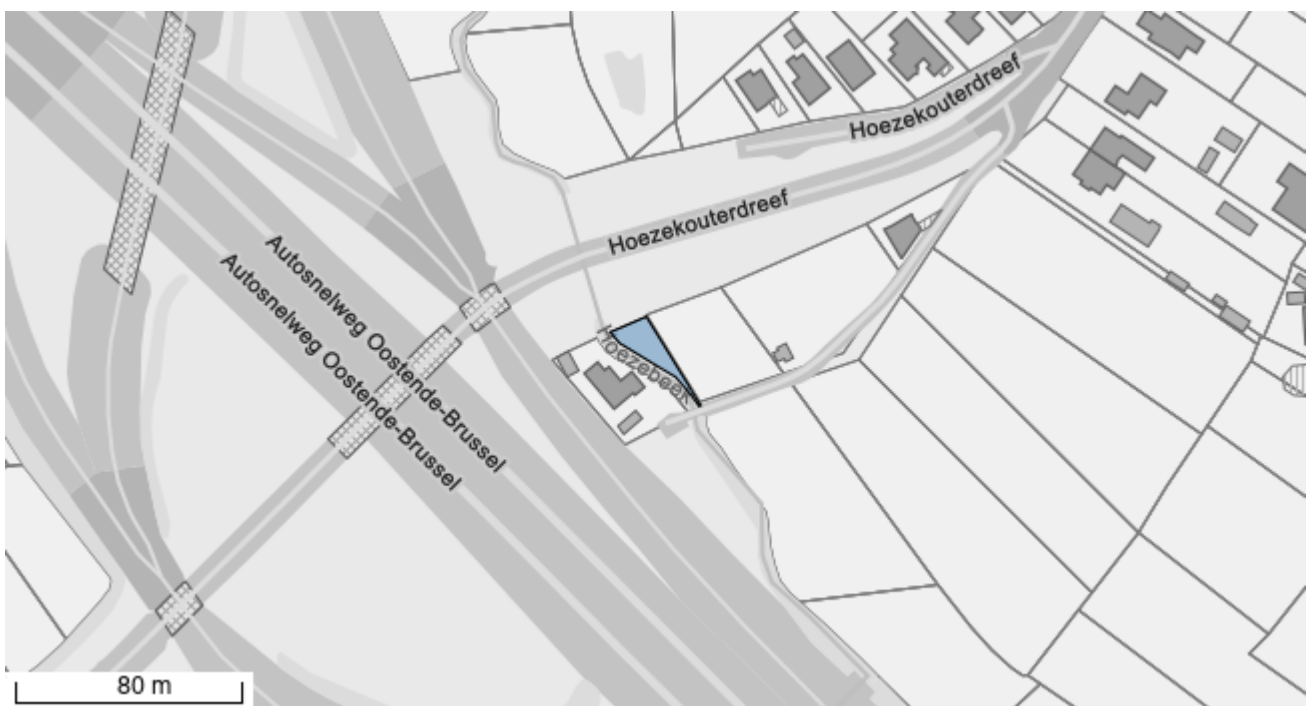 Hoezekouterdreef
Hoezekouterdreef
Autosnelweg Oostende-Brussel
Autosnelweg Oostende-Brussel
Hoezebeek
80 m